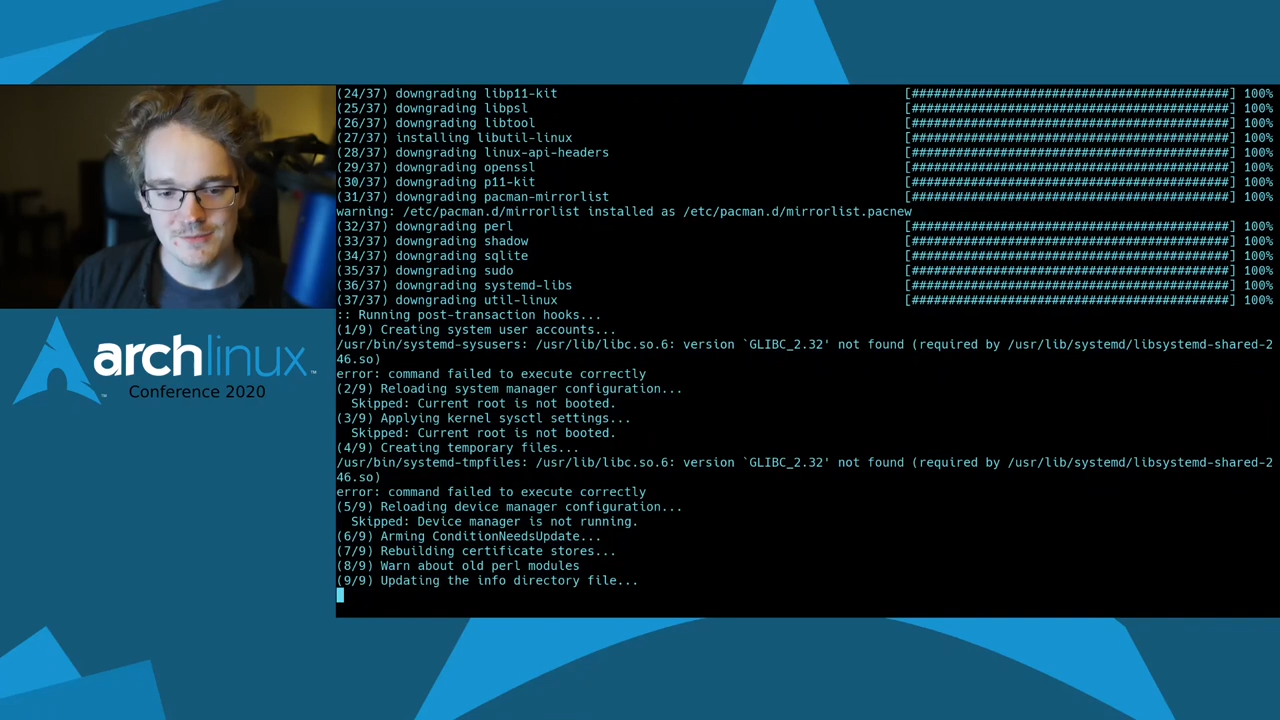 (24/37) downgrading libp11-kit [###########################################] 100%
(25/37) downgrading libpsl [###########################################] 100%
(26/37) downgrading libtool [###########################################] 100%
(27/37) installing libutil-linux [###########################################] 100%
(28/37) downgrading linux-api-headers [###########################################] 100%
(29/37) downgrading openssl [###########################################] 100%
(30/37) downgrading p11-kit [###########################################] 100%
(31/37) downgrading pacman-mirrorlist [###########################################] 100%
warning: /etc/pacman.d/mirrorlist installed as /etc/pacman.d/mirrorlist.pacnew
(32/37) downgrading perl [###########################################] 100%
(33/37) downgrading shadow [###########################################] 100%
(34/37) downgrading sqlite [###########################################] 100%
(35/37) downgrading sudo [###########################################] 100%
(36/37) downgrading systemd-libs [###########################################] 100%
(37/37) downgrading util-linux [###########################################] 100%
:: Running post-transaction hooks...
(1/9) Creating system user accounts...
/usr/bin/systemd-sysusers: /usr/lib/libc.so.6: version `GLIBC_2.32' not found (required by /usr/lib/systemd/libsystemd-shared-2
46.so)
error: command failed to execute correctly
(2/9) Reloading system manager configuration...
Skipped: Current root is not booted.
(3/9) Applying kernel sysctl settings...
Skipped: Current root is not booted.
(4/9) Creating temporary files...
/usr/bin/systemd-tmpfiles: /usr/lib/libc.so.6: version `GLIBC_2.32' not found (required by /usr/lib/systemd/libsystemd-shared-2
46.so)
error: command failed to execute correctly
(5/9) Reloading device manager configuration...
Skipped: Device manager is not running.
(6/9) Arming ConditionNeedsUpdate...
(7/9) Rebuilding certificate stores...
(8/9) Warn about old perl modules
(9/9) Updating the info directory file...
archlinux™
Conference 2020